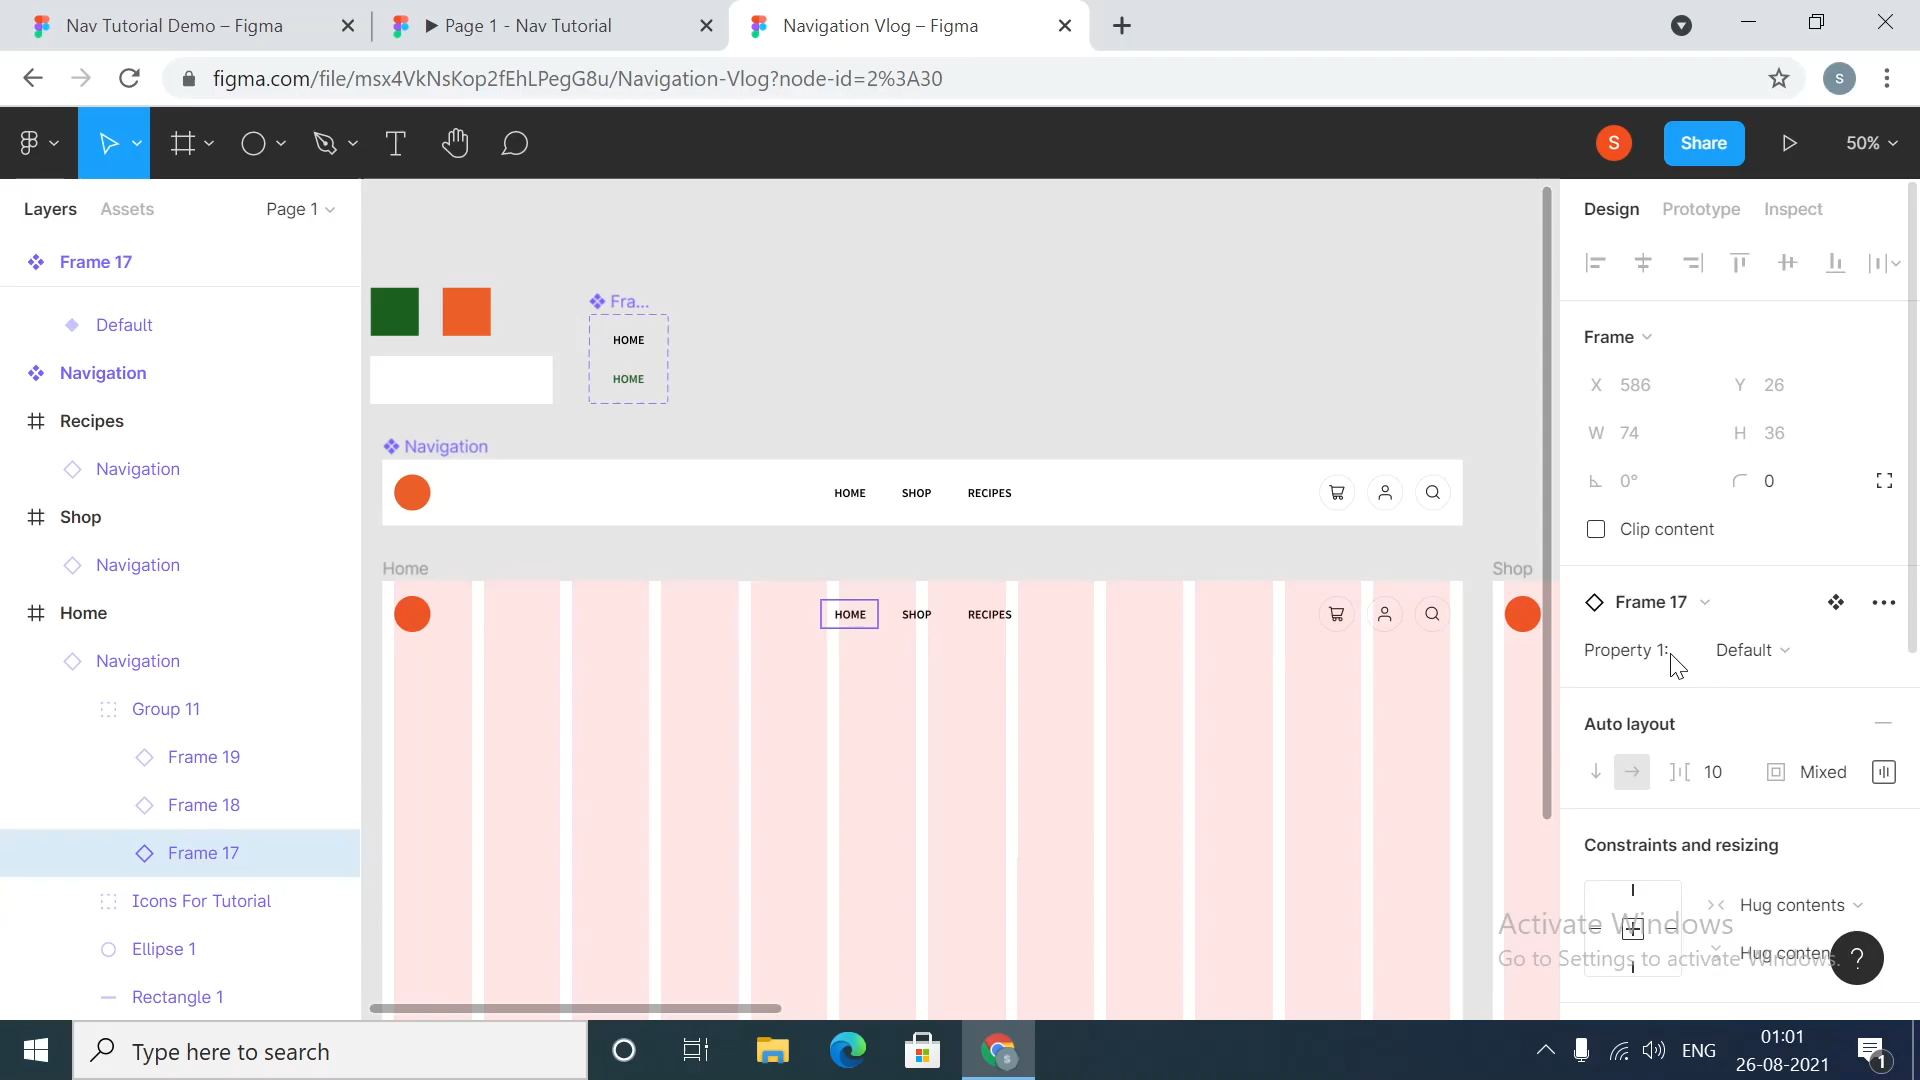 Nav Tutorial Demo – Figma
▶ Page 1 - Nav Tutorial
Navigation Vlog – Figma
figma.com/file/msx4VkNsKop2fEhLPegG8u/Navigation-Vlog?node-id=2%3A30
s
S
Share
50%
Layers
Assets
Page 1
Frame 17
Default
Navigation
Recipes
Navigation
Shop
Navigation
Home
Navigation
Group 11
Frame 19
Frame 18
Frame 17
Icons For Tutorial
Ellipse 1
Rectangle 1
Fra...
HOME
HOME
Navigation
HOME
SHOP
RECIPES
Home
Shop
HOME
SHOP
RECIPES
Design
Prototype
Inspect
Frame
X 586
Y 26
W 74
H 36
0°
0
Clip content
Frame 17
Property 1:
Default
Auto layout
10
Mixed
Constraints and resizing
Hug contents
Hug conten
Activate Windows
Go to Settings to activate Windows.
?
Type here to search
s
ENG
01:01
26-08-2021
1